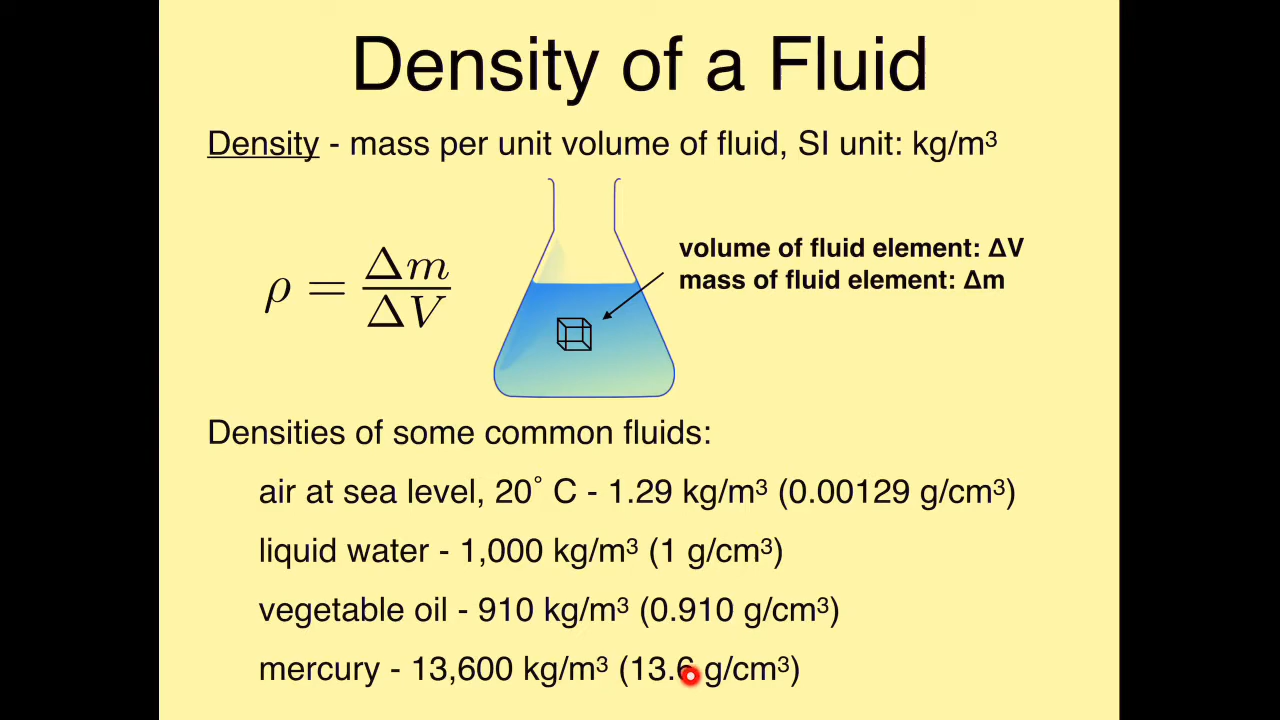 Density of a Fluid
Density - mass per unit volume of fluid, SI unit: kg/m³
ρ = Δm/ΔV
volume of fluid element: ΔV
mass of fluid element: Δm
Densities of some common fluids:
air at sea level, 20° C - 1.29 kg/m³ (0.00129 g/cm³)
liquid water - 1,000 kg/m³ (1 g/cm³)
vegetable oil - 910 kg/m³ (0.910 g/cm³)
mercury - 13,600 kg/m³ (13.6 g/cm³)